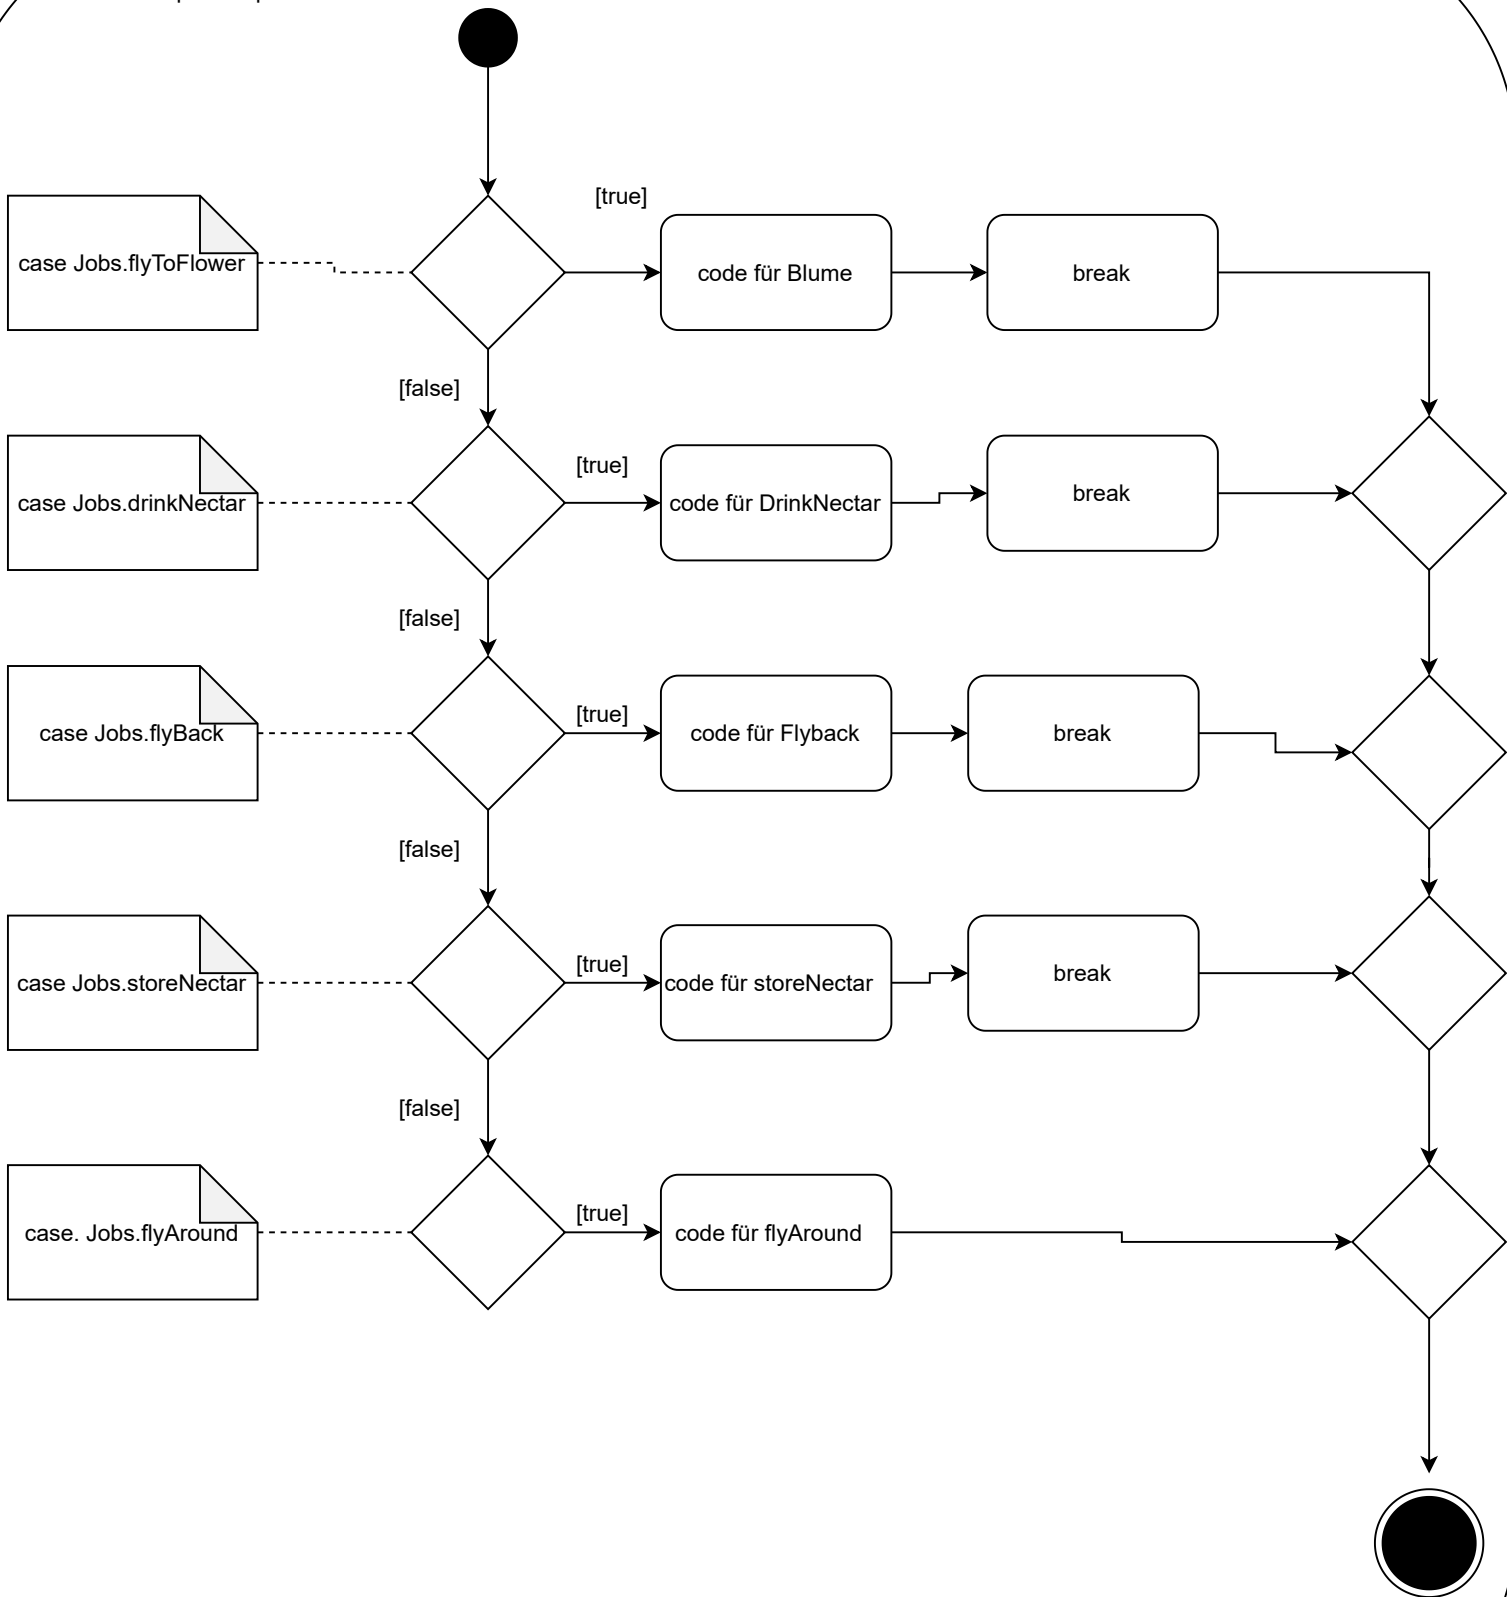 [true]
case Jobs.flyToFlower
code für Blume
break
[false]
case Jobs.drinkNectar
[true]
code für DrinkNectar
break
[false]
case Jobs.flyBack
[true]
code für Flyback
break
[false]
case Jobs.storeNectar
[true]
code für storeNectar
break
[false]
case. Jobs.flyAround
[true]
code für flyAround